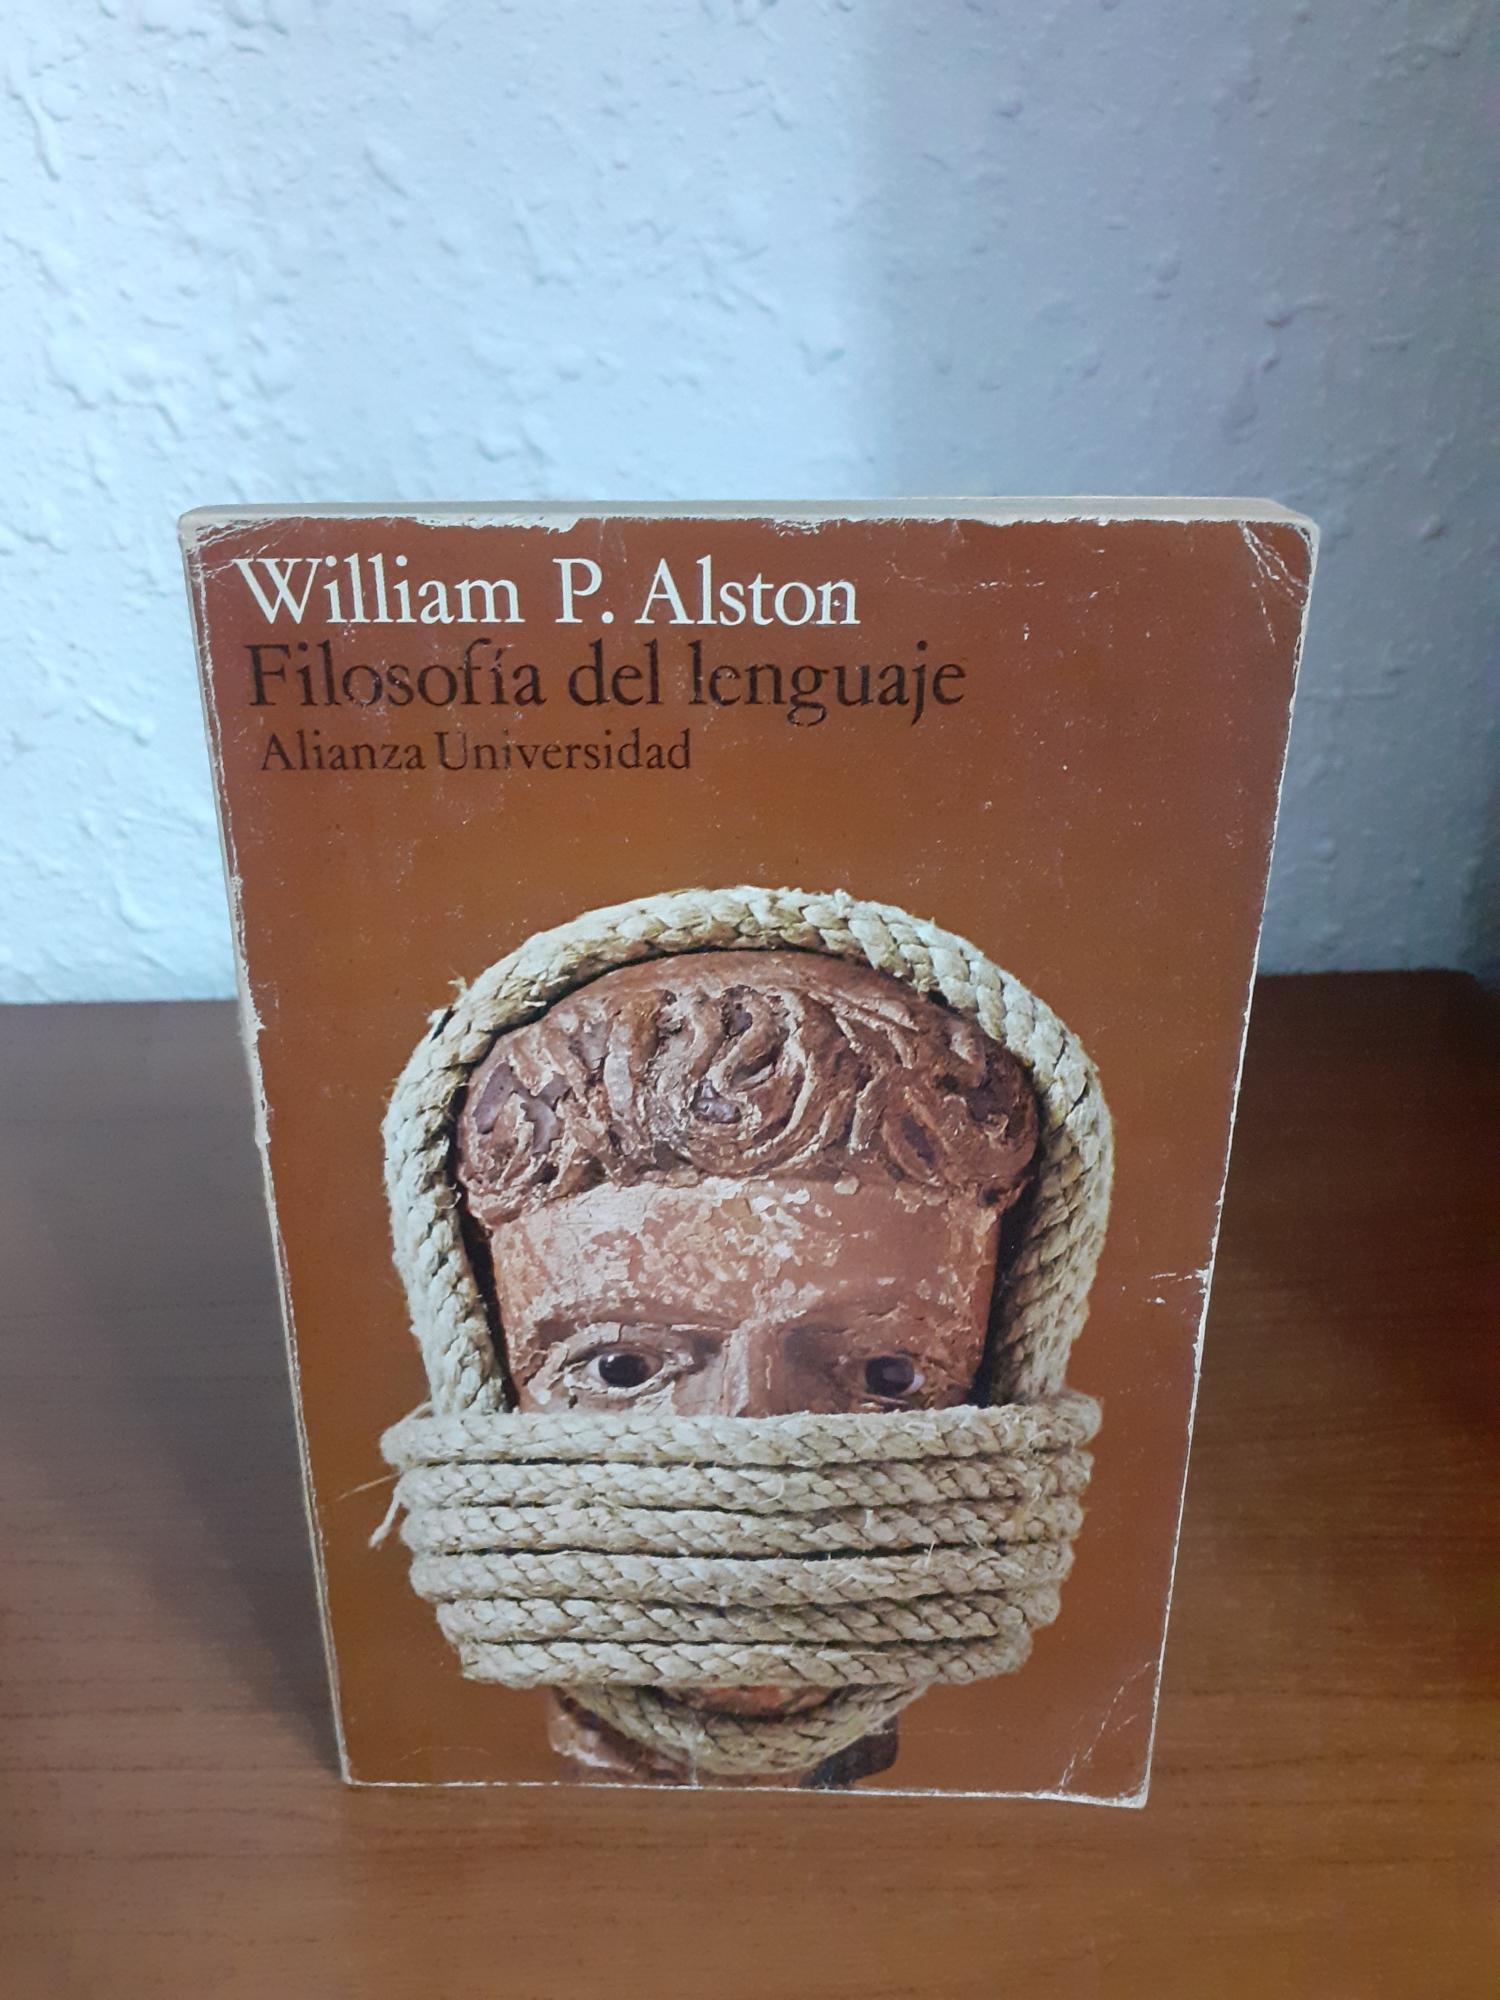 William P. Alston
Filosofía del lenguaje
Alianza Universidad